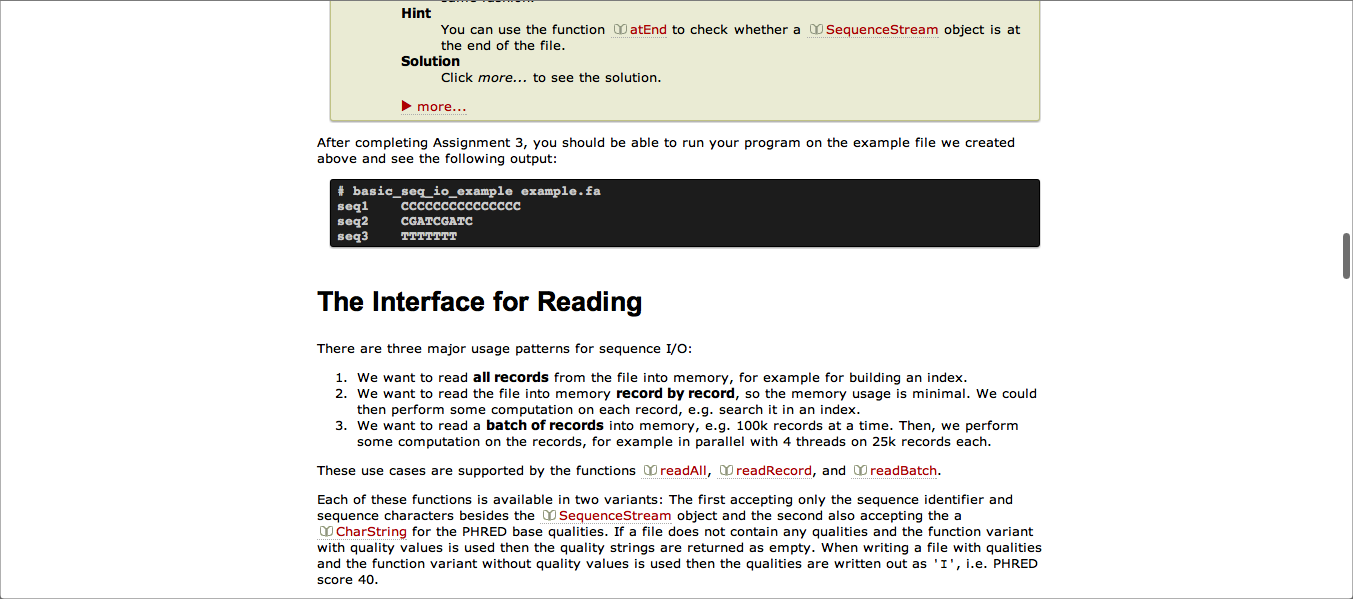 same fashion.
Hint
You can use the function atEnd to check whether a SequenceStream object is at
the end of the file.
Solution
Click more... to see the solution.
more...
After completing Assignment 3, you should be able to run your program on the example file we created
above and see the following output:
# basic_seq_io_example example.fa
seq1    CCCCCCCCCCCCCCC
seq2    CGATCGATC
seq3    TTTTTTT
The Interface for Reading
There are three major usage patterns for sequence I/O:
1. We want to read all records from the file into memory, for example for building an index.
2. We want to read the file into memory record by record, so the memory usage is minimal. We could
then perform some computation on each record, e.g. search it in an index.
3. We want to read a batch of records into memory, e.g. 100k records at a time. Then, we perform
some computation on the records, for example in parallel with 4 threads on 25k records each.
These use cases are supported by the functions readAll, readRecord, and readBatch.
Each of these functions is available in two variants: The first accepting only the sequence identifier and
sequence characters besides the SequenceStream object and the second also accepting the a
CharString for the PHRED base qualities. If a file does not contain any qualities and the function variant
with quality values is used then the quality strings are returned as empty. When writing a file with qualities
and the function variant without quality values is used then the qualities are written out as 'I', i.e. PHRED
score 40.